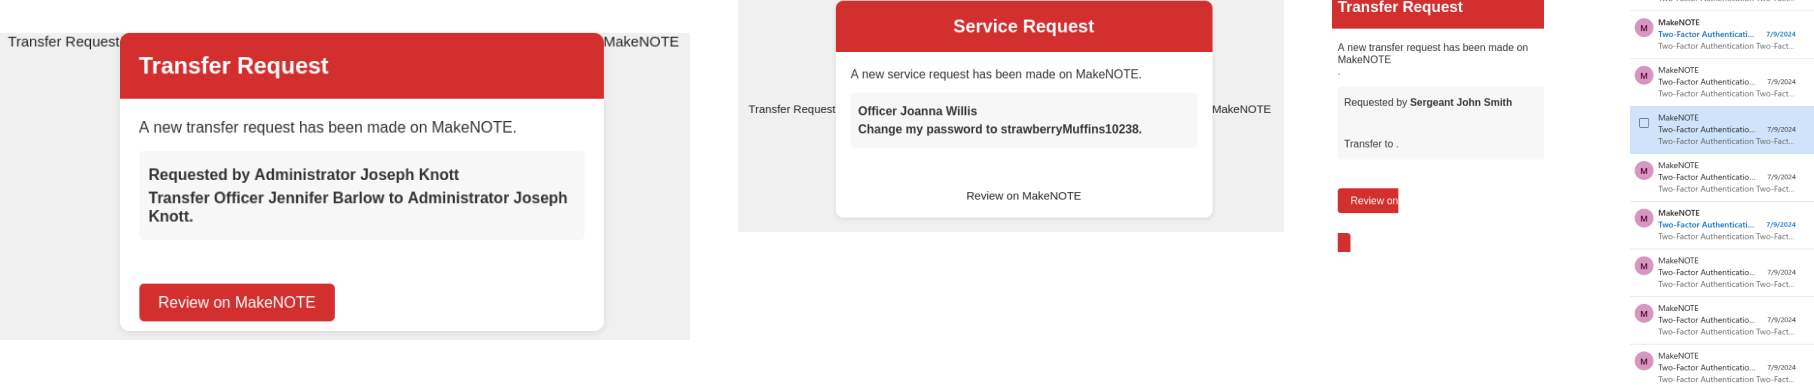 Transfer Request
Transfer Request
MakeNOTE
A new transfer request has been made on MakeNOTE.
Requested by Administrator Joseph Knott
Transfer Officer Jennifer Barlow to Administrator Joseph
Knott.
Review on MakeNOTE
Service Request
A new service request has been made on MakeNOTE.
Transfer Request
Officer Joanna Willis
MakeNOTE
Change my password to strawberryMuffins10238.
Review on MakeNOTE
Transfer Request
A new transfer request has been made on
MakeNOTE
.
Requested by Sergeant John Smith
Transfer to .
Review on
MakeNOTE
M
Two-Factor Authenticati... 7/9/2024
Two-Factor Authentication Two-Fact...
MakeNOTE
M
Two-Factor Authenticatio... 7/9/2024
Two-Factor Authentication Two-Fact...
MakeNOTE
Two-Factor Authenticatio... 7/9/2024
Two-Factor Authentication Two-Fact...
MakeNOTE
M
Two-Factor Authenticatio... 7/9/2024
Two-Factor Authentication Two-Fact...
MakeNOTE
M
Two-Factor Authenticati... 7/9/2024
Two-Factor Authentication Two-Fact...
MakeNOTE
M
Two-Factor Authenticatio... 7/9/2024
Two-Factor Authentication Two-Fact...
MakeNOTE
M
Two-Factor Authenticatio... 7/9/2024
Two-Factor Authentication Two-Fact...
MakeNOTE
M
Two-Factor Authenticatio... 7/9/2024
Two-Factor Authentication Two-Fact...